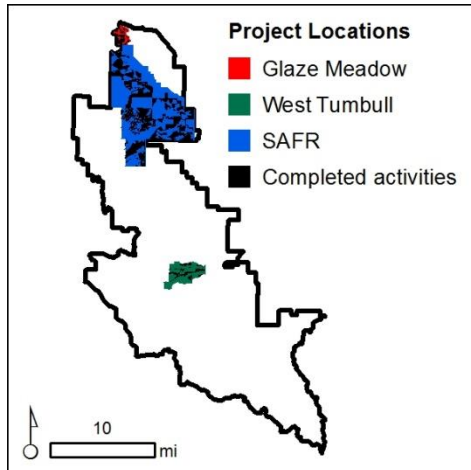 Project Locations
Glaze Meadow
West Tumbull
SAFR
Completed activities
10
mi